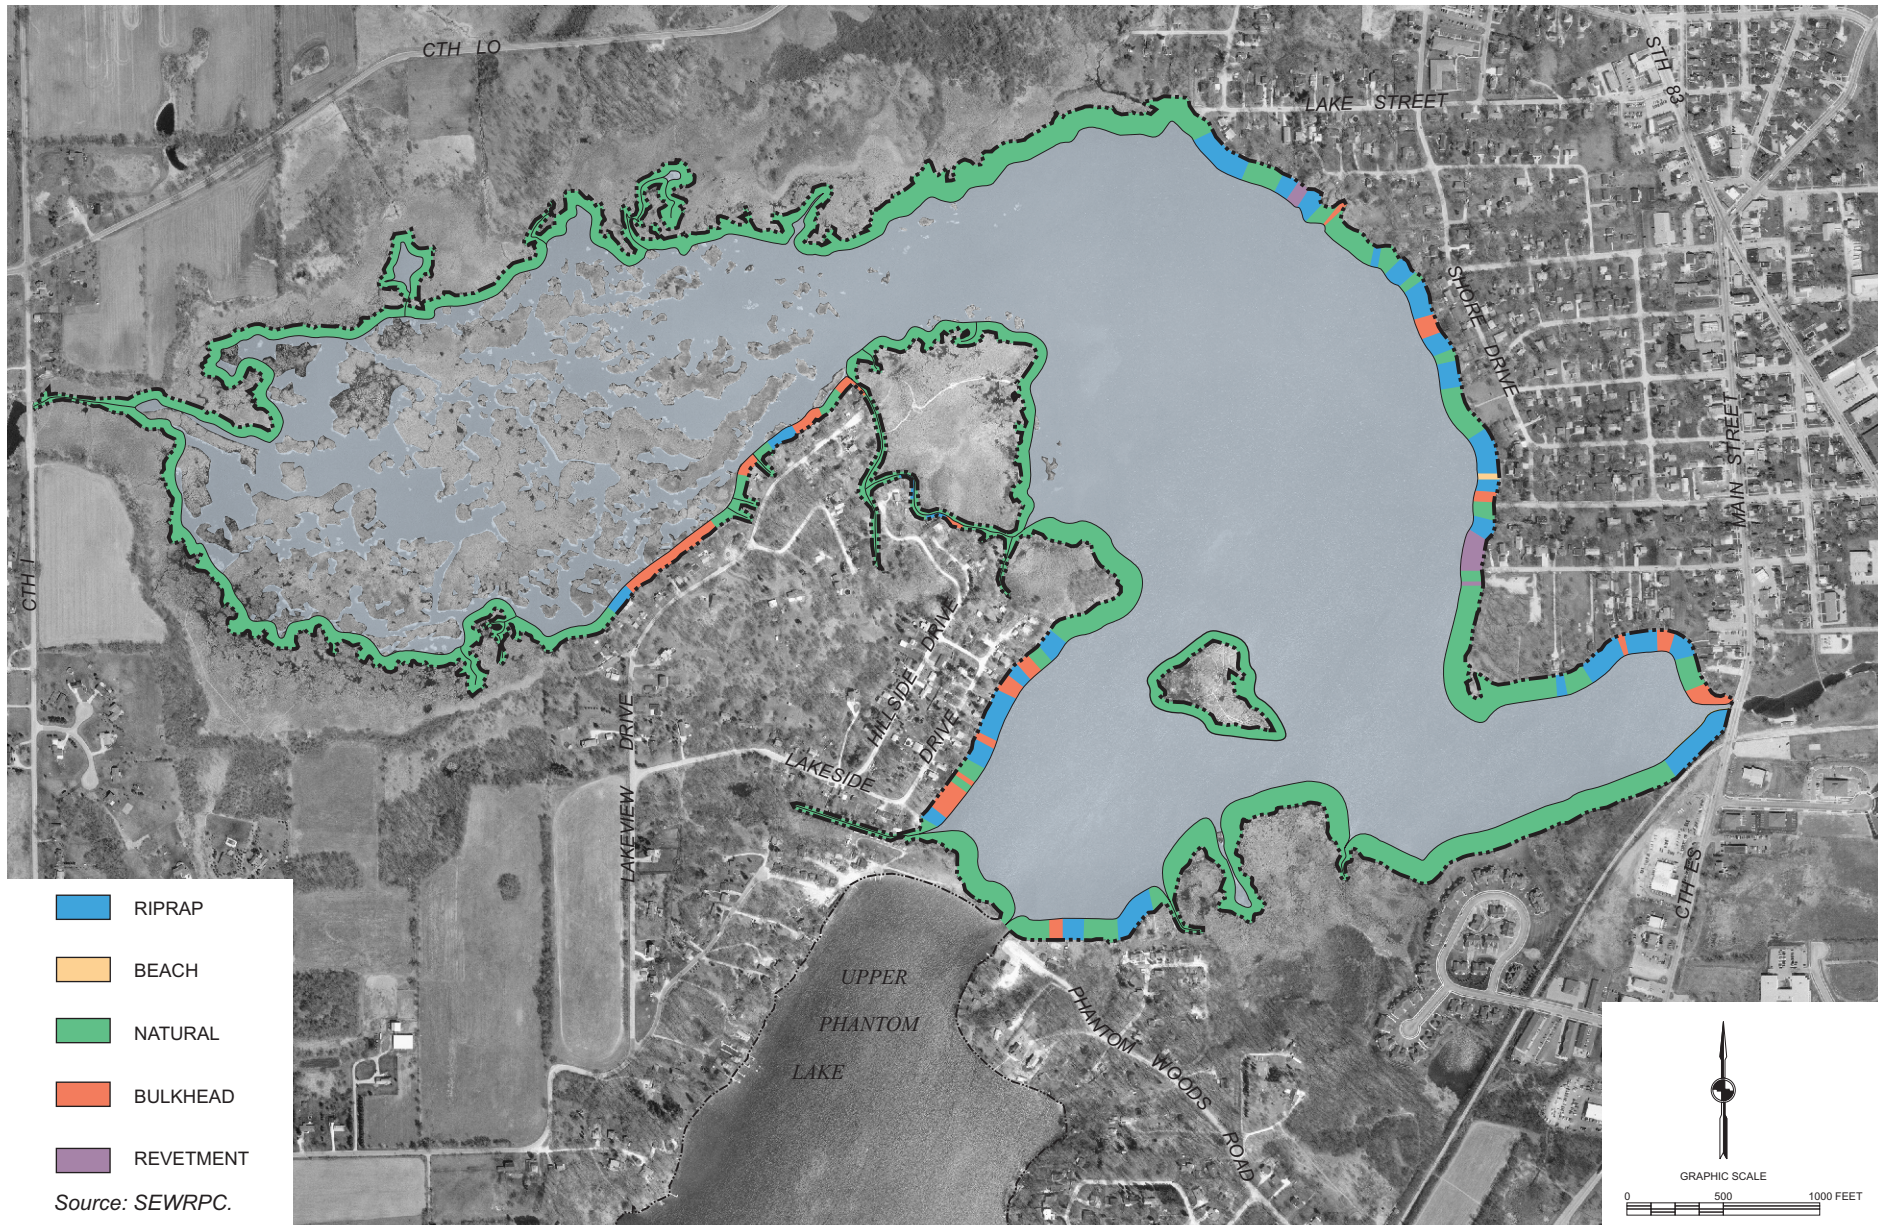 CTH LO
LAKE STREET
STH 83
SHORE DRIVE
MAIN STREET
CTH I
HILLSIDE DRIVE
LAKEVIEW DRIVE
LAKESIDE DRIVE
CTH ES
RIPRAP
BEACH
NATURAL
BULKHEAD
REVETMENT
Source: SEWRPC.
UPPER
PHANTOM
LAKE
PHANTOM WOODS ROAD
GRAPHIC SCALE
0 500 1000 FEET